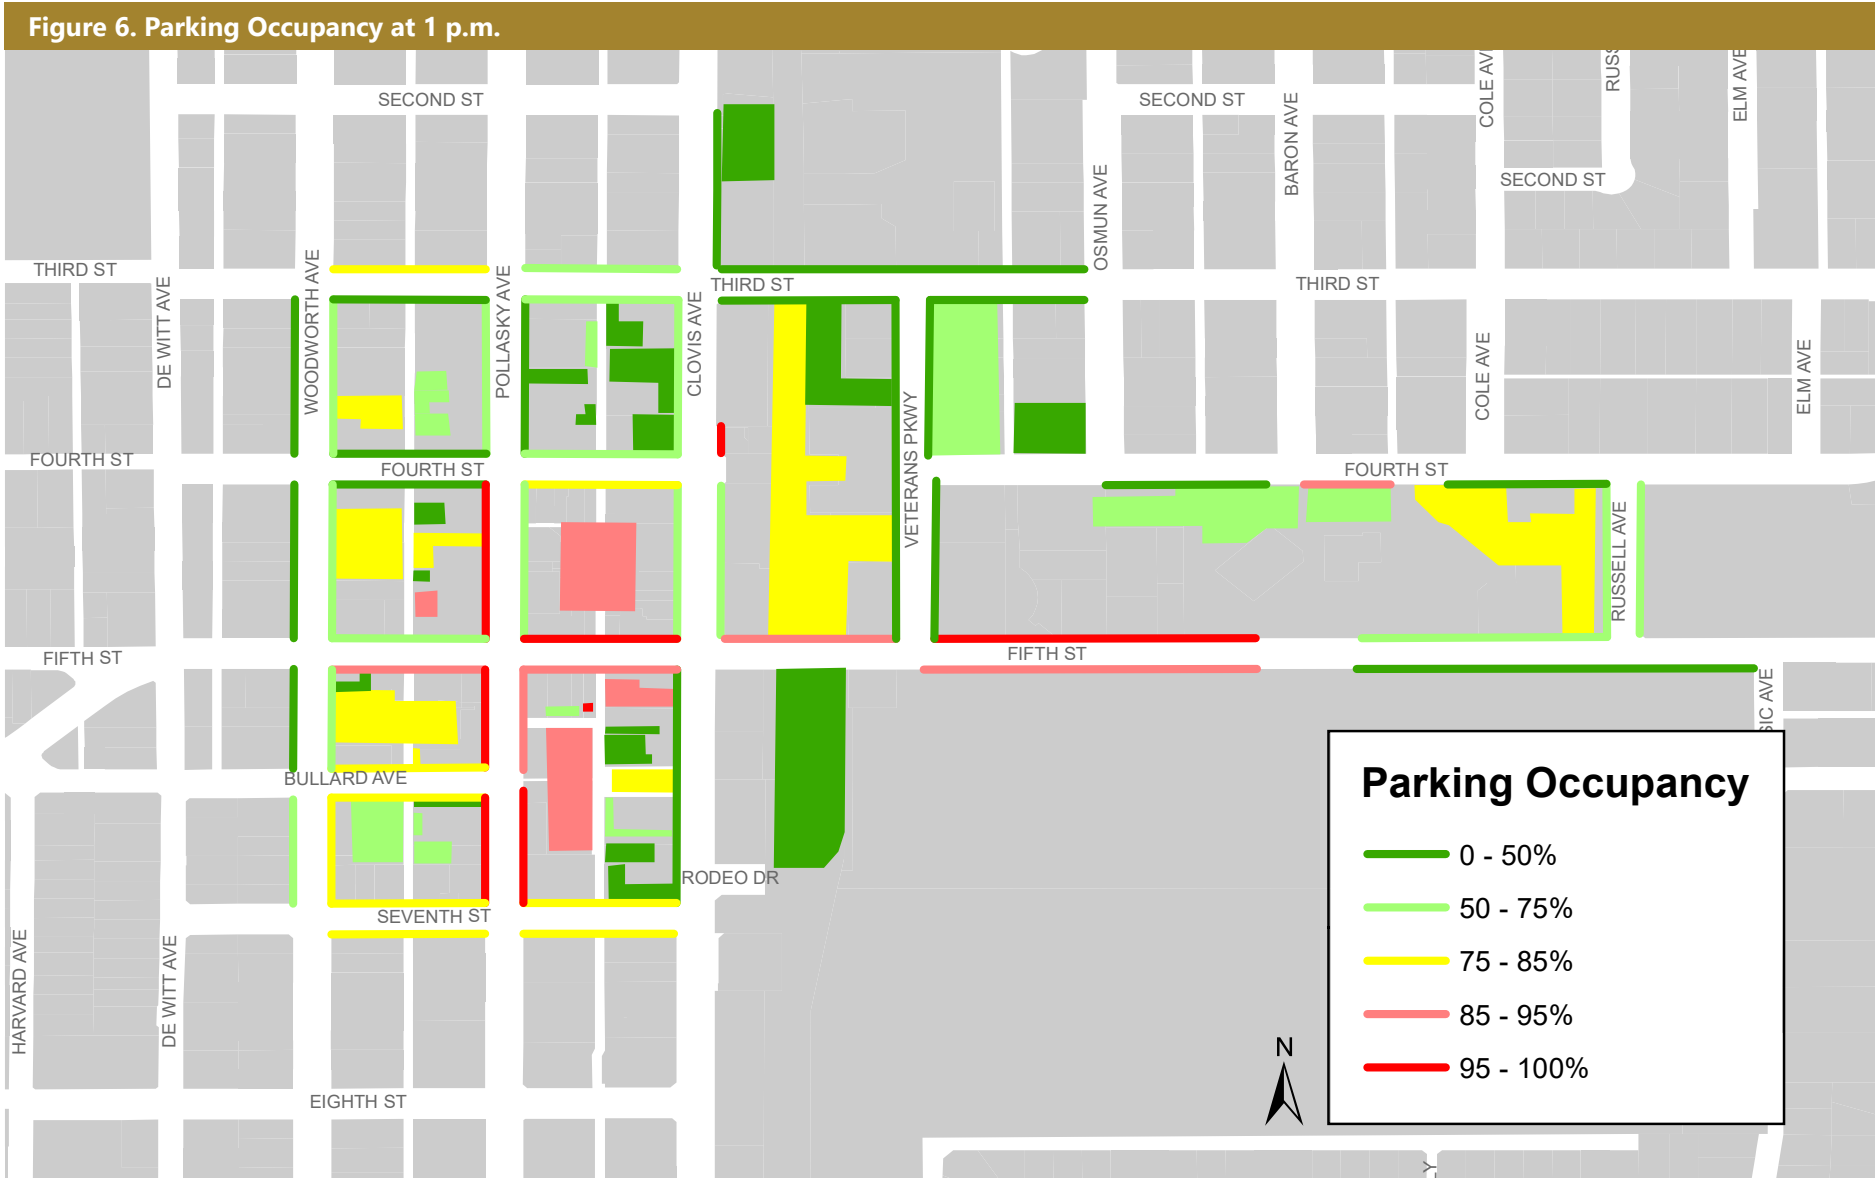 Figure 6. Parking Occupancy at 1 p.m.
SECOND ST
SECOND ST
COLE AVE
RUSS
ELM AVE
BARON AVE
SECOND ST
OSMUN AVE
THIRD ST
DE WITT AVE
WOODWORTH AVE
POLLASKY AVE
CLOVIS AVE
THIRD ST
THIRD ST
COLE AVE
ELM AVE
FOURTH ST
FOURTH ST
VETERANS PKWY
FOURTH ST
RUSSELL AVE
FIFTH ST
FIFTH ST
SIC AVE
BULLARD AVE
RODEO DR
SEVENTH ST
HARVARD AVE
DE WITT AVE
EIGHTH ST
Parking Occupancy
0 - 50%
50 - 75%
75 - 85%
85 - 95%
95 - 100%
N
Y